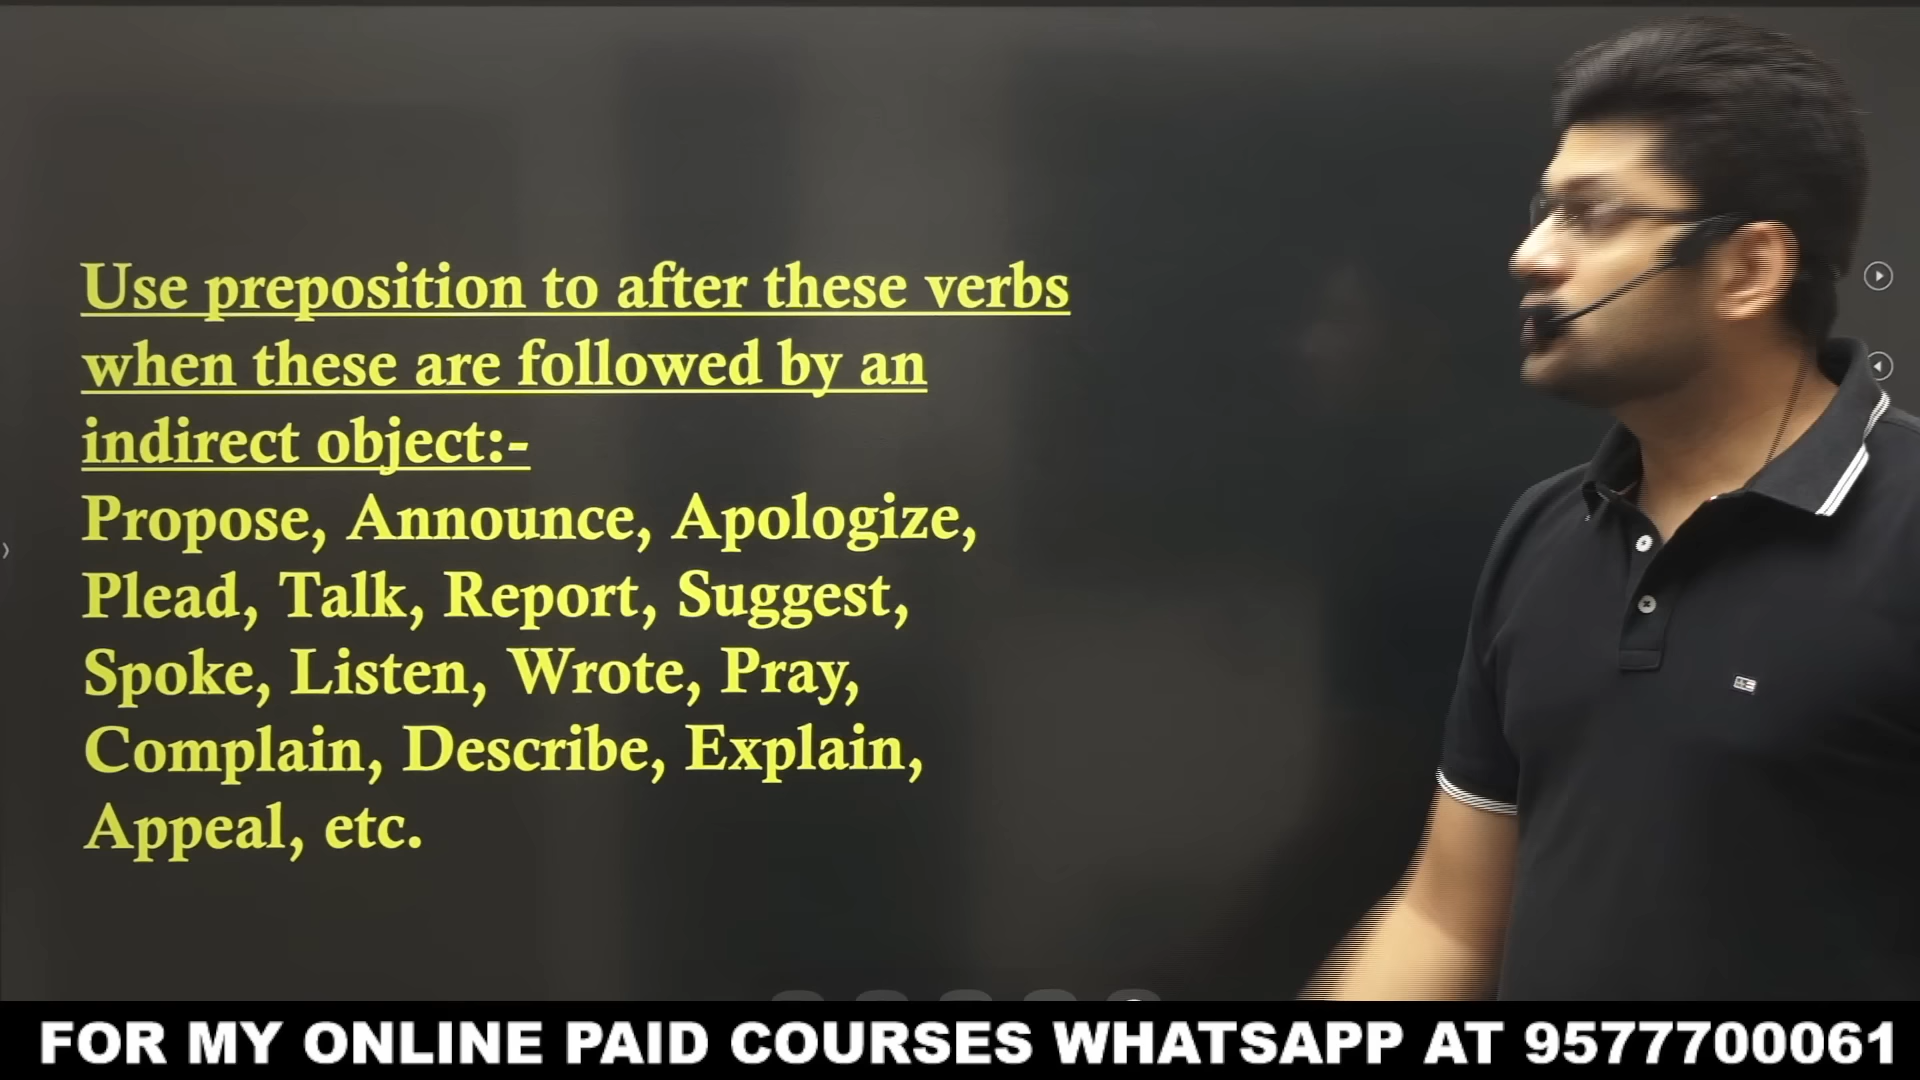 Use preposition to after these verbs
when these are followed by an
indirect object:-
Propose, Announce, Apologize,
Plead, Talk, Report, Suggest,
Spoke, Listen, Wrote, Pray,
Complain, Describe, Explain,
Appeal, etc.
FOR MY ONLINE PAID COURSES WHATSAPP AT 9577700061